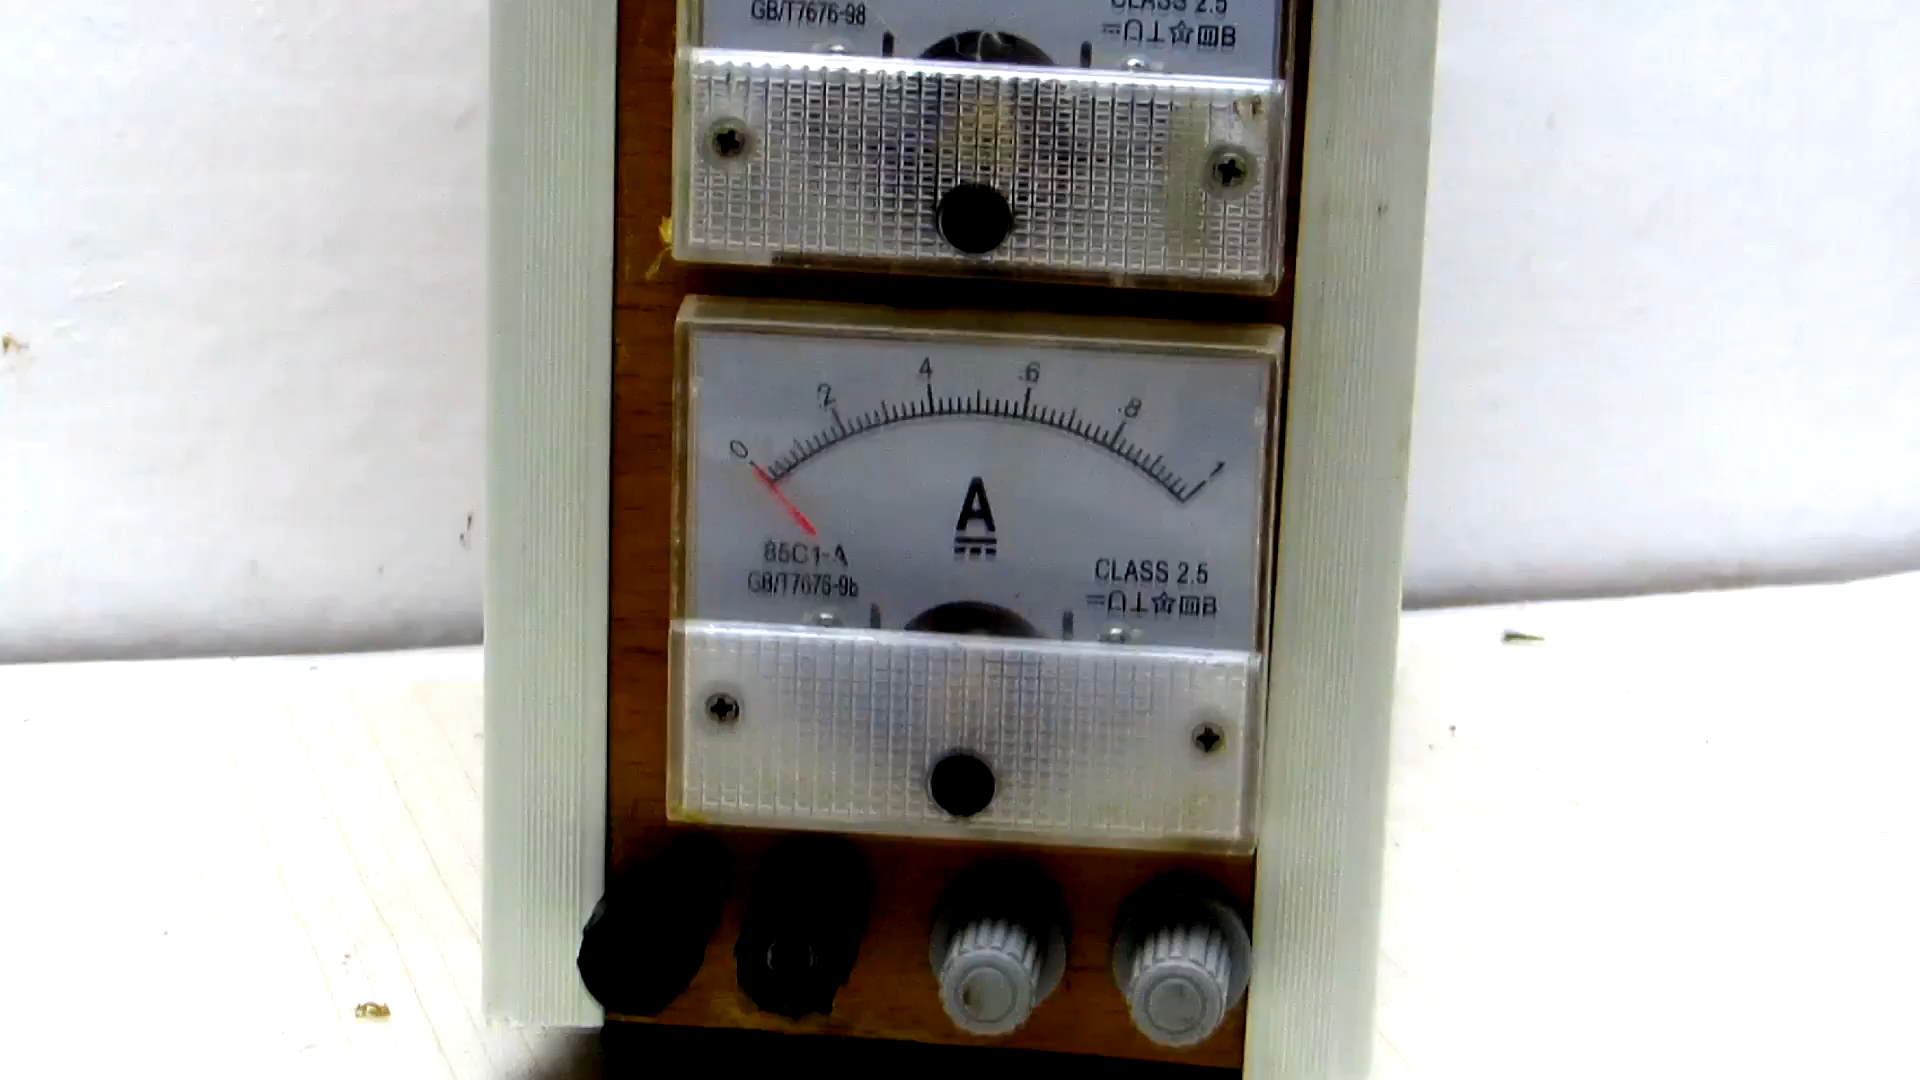 GB/T7676-98
CLASS 2.5
B
0 .2 .4 .6 .8 1
A
85C1-A
GB/T7676-98
CLASS 2.5
B